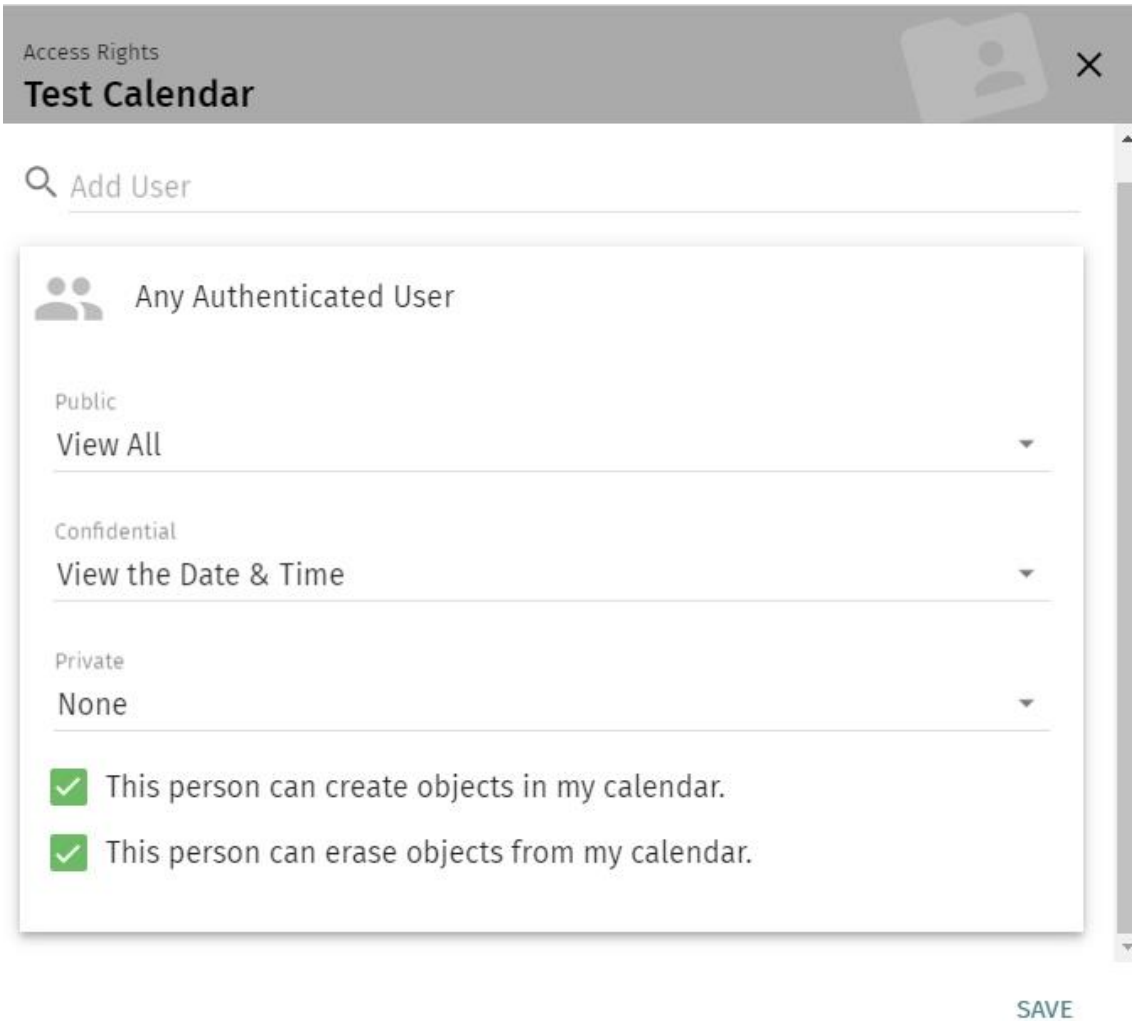 Access Rights
Test Calendar
Add User
Any Authenticated User
Public
View All
Confidential
View the Date & Time
Private
None
This person can create objects in my calendar.
This person can erase objects from my calendar.
SAVE